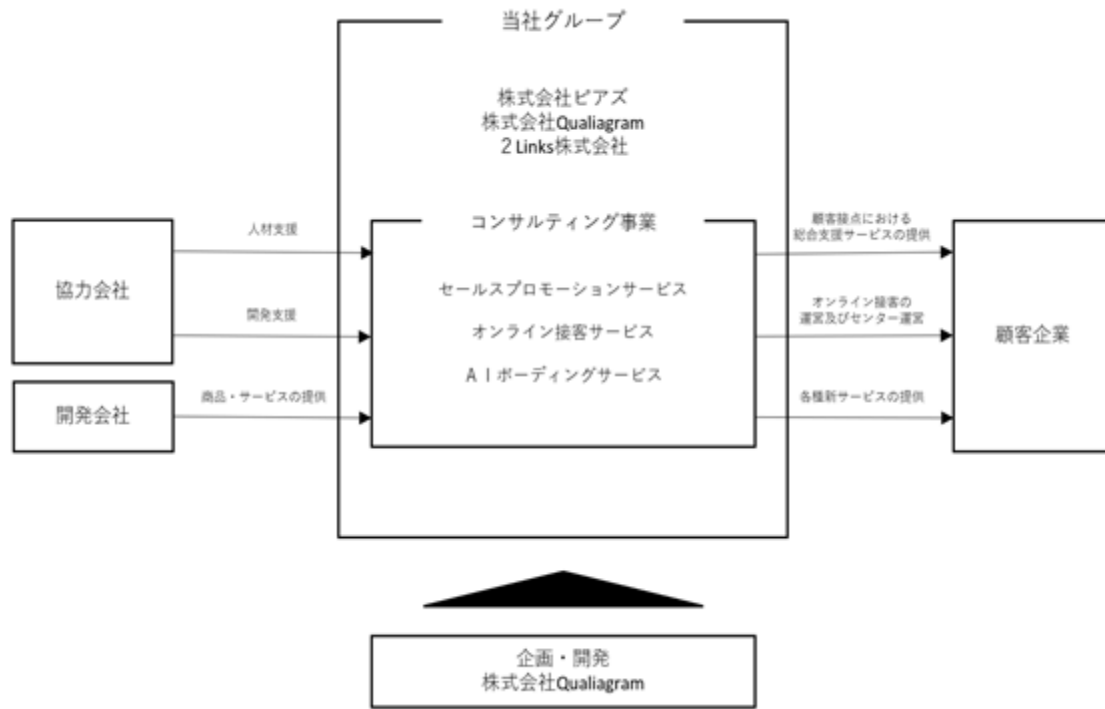 当社グループ
株式会社ピアズ
株式会社Qualiagram
２Links株式会社
コンサルティング事業
セールスプロモーションサービス
オンライン接客サービス
ＡＩボーディングサービス
協力会社
開発会社
人材支援
開発支援
商品・サービスの提供
顧客接点における
総合支援サービスの提供
オンライン接客の
運営及びセンター運営
各種新サービスの提供
顧客企業
企画・開発
株式会社Qualiagram